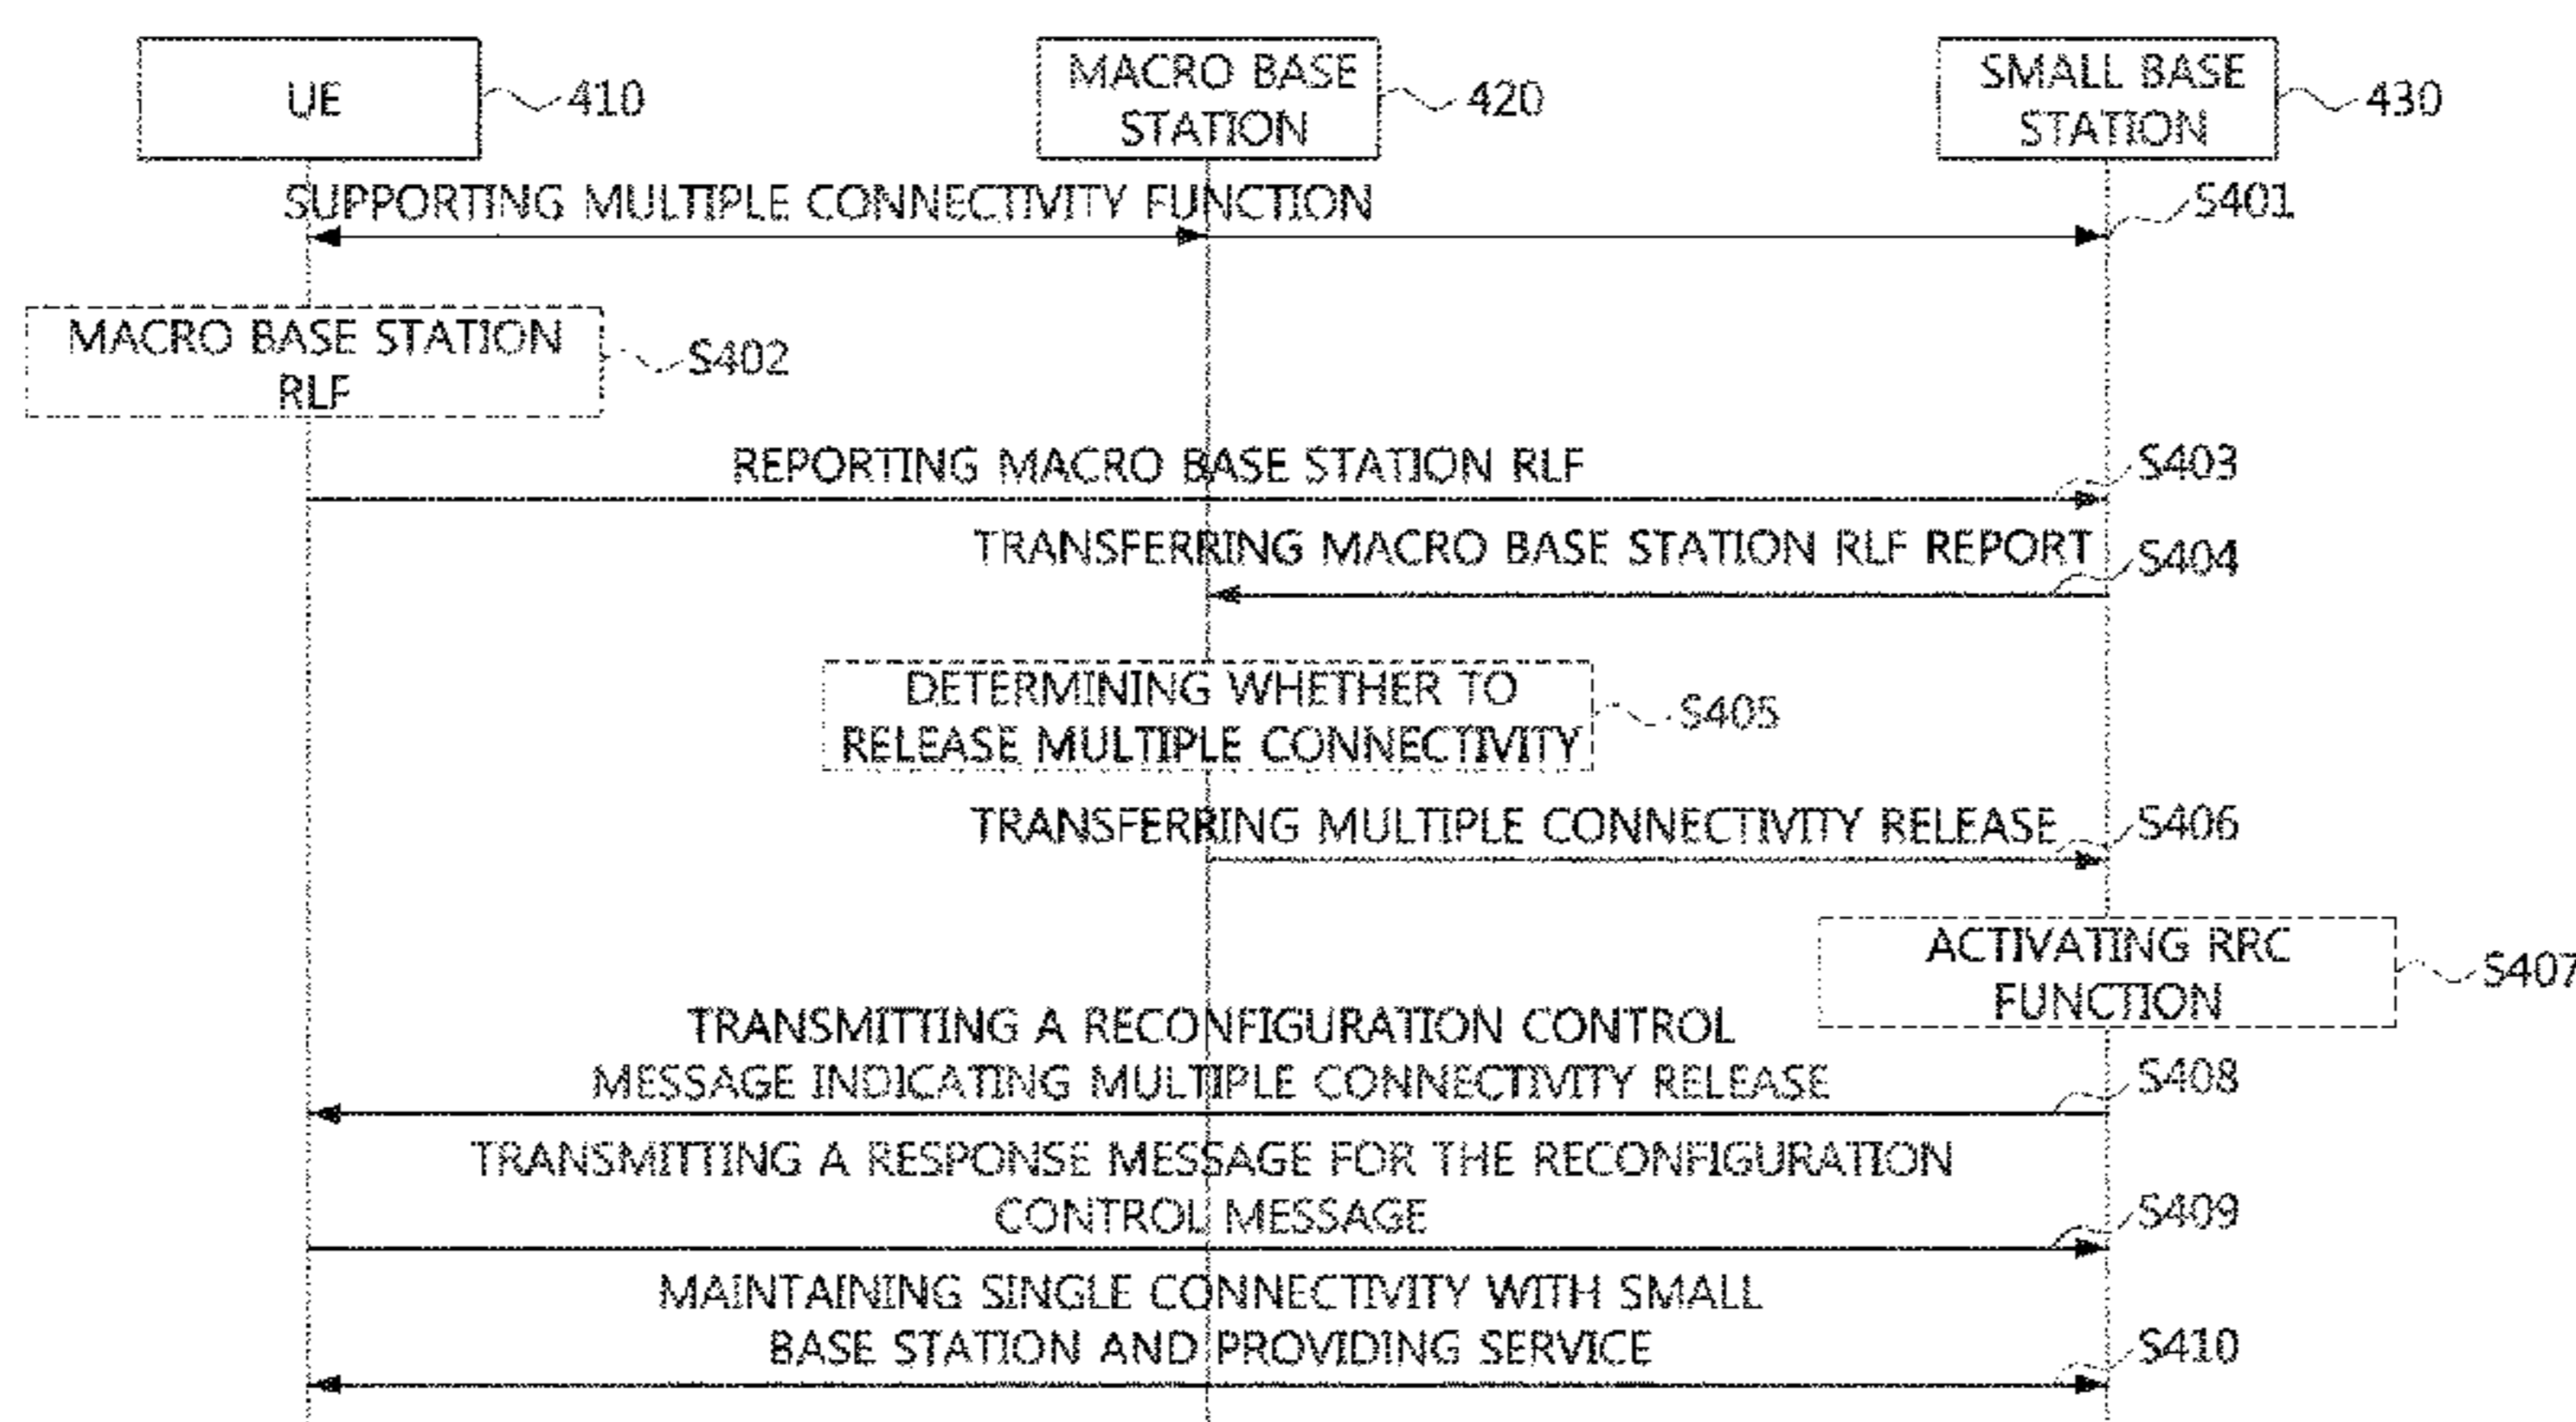 UE
410
MACRO BASE
STATION
420
SMALL BASE
STATION
430
SUPPORTING MULTIPLE CONNECTIVITY FUNCTION
S401
MACRO BASE STATION
RLF
S402
REPORTING MACRO BASE STATION RLF
S403
TRANSFERRING MACRO BASE STATION RLF REPORT
S404
DETERMINING WHETHER TO
RELEASE MULTIPLE CONNECTIVITY
S405
TRANSFERRING MULTIPLE CONNECTIVITY RELEASE
S406
ACTIVATING RRC
FUNCTION
S407
TRANSMITTING A RECONFIGURATION CONTROL
MESSAGE INDICATING MULTIPLE CONNECTIVITY RELEASE
S408
TRANSMITTING A RESPONSE MESSAGE FOR THE RECONFIGURATION
CONTROL MESSAGE
S409
MAINTAINING SINGLE CONNECTIVITY WITH SMALL
BASE STATION AND PROVIDING SERVICE
S410